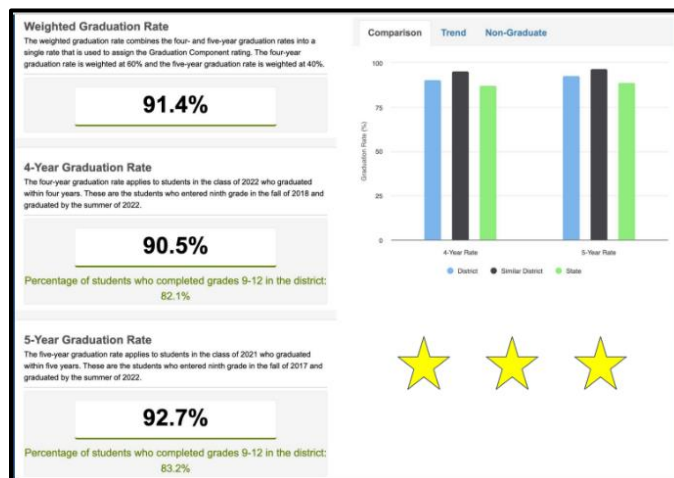 Weighted Graduation Rate
The weighted graduation rate combines the four- and five-year graduation rates into a
single rate that is used to assign the Graduation Component rating. The four-year
graduation rate is weighted at 60% and the five-year graduation rate is weighted at 40%.
91.4%
4-Year Graduation Rate
The four-year graduation rate applies to students in the class of 2022 who graduated
within four years. These are the students who entered ninth grade in the fall of 2018 and
graduated by the summer of 2022.
90.5%
Percentage of students who completed grades 9-12 in the district:
82.1%
5-Year Graduation Rate
The five-year graduation rate applies to students in the class of 2021 who graduated
within five years. These are the students who entered ninth grade in the fall of 2017 and
graduated by the summer of 2022.
92.7%
Percentage of students who completed grades 9-12 in the district:
83.2%
Comparison Trend Non-Graduate
Graduation Rate (%)
100
75
50
25
0
4-Year Rate 5-Year Rate
District Similar District State